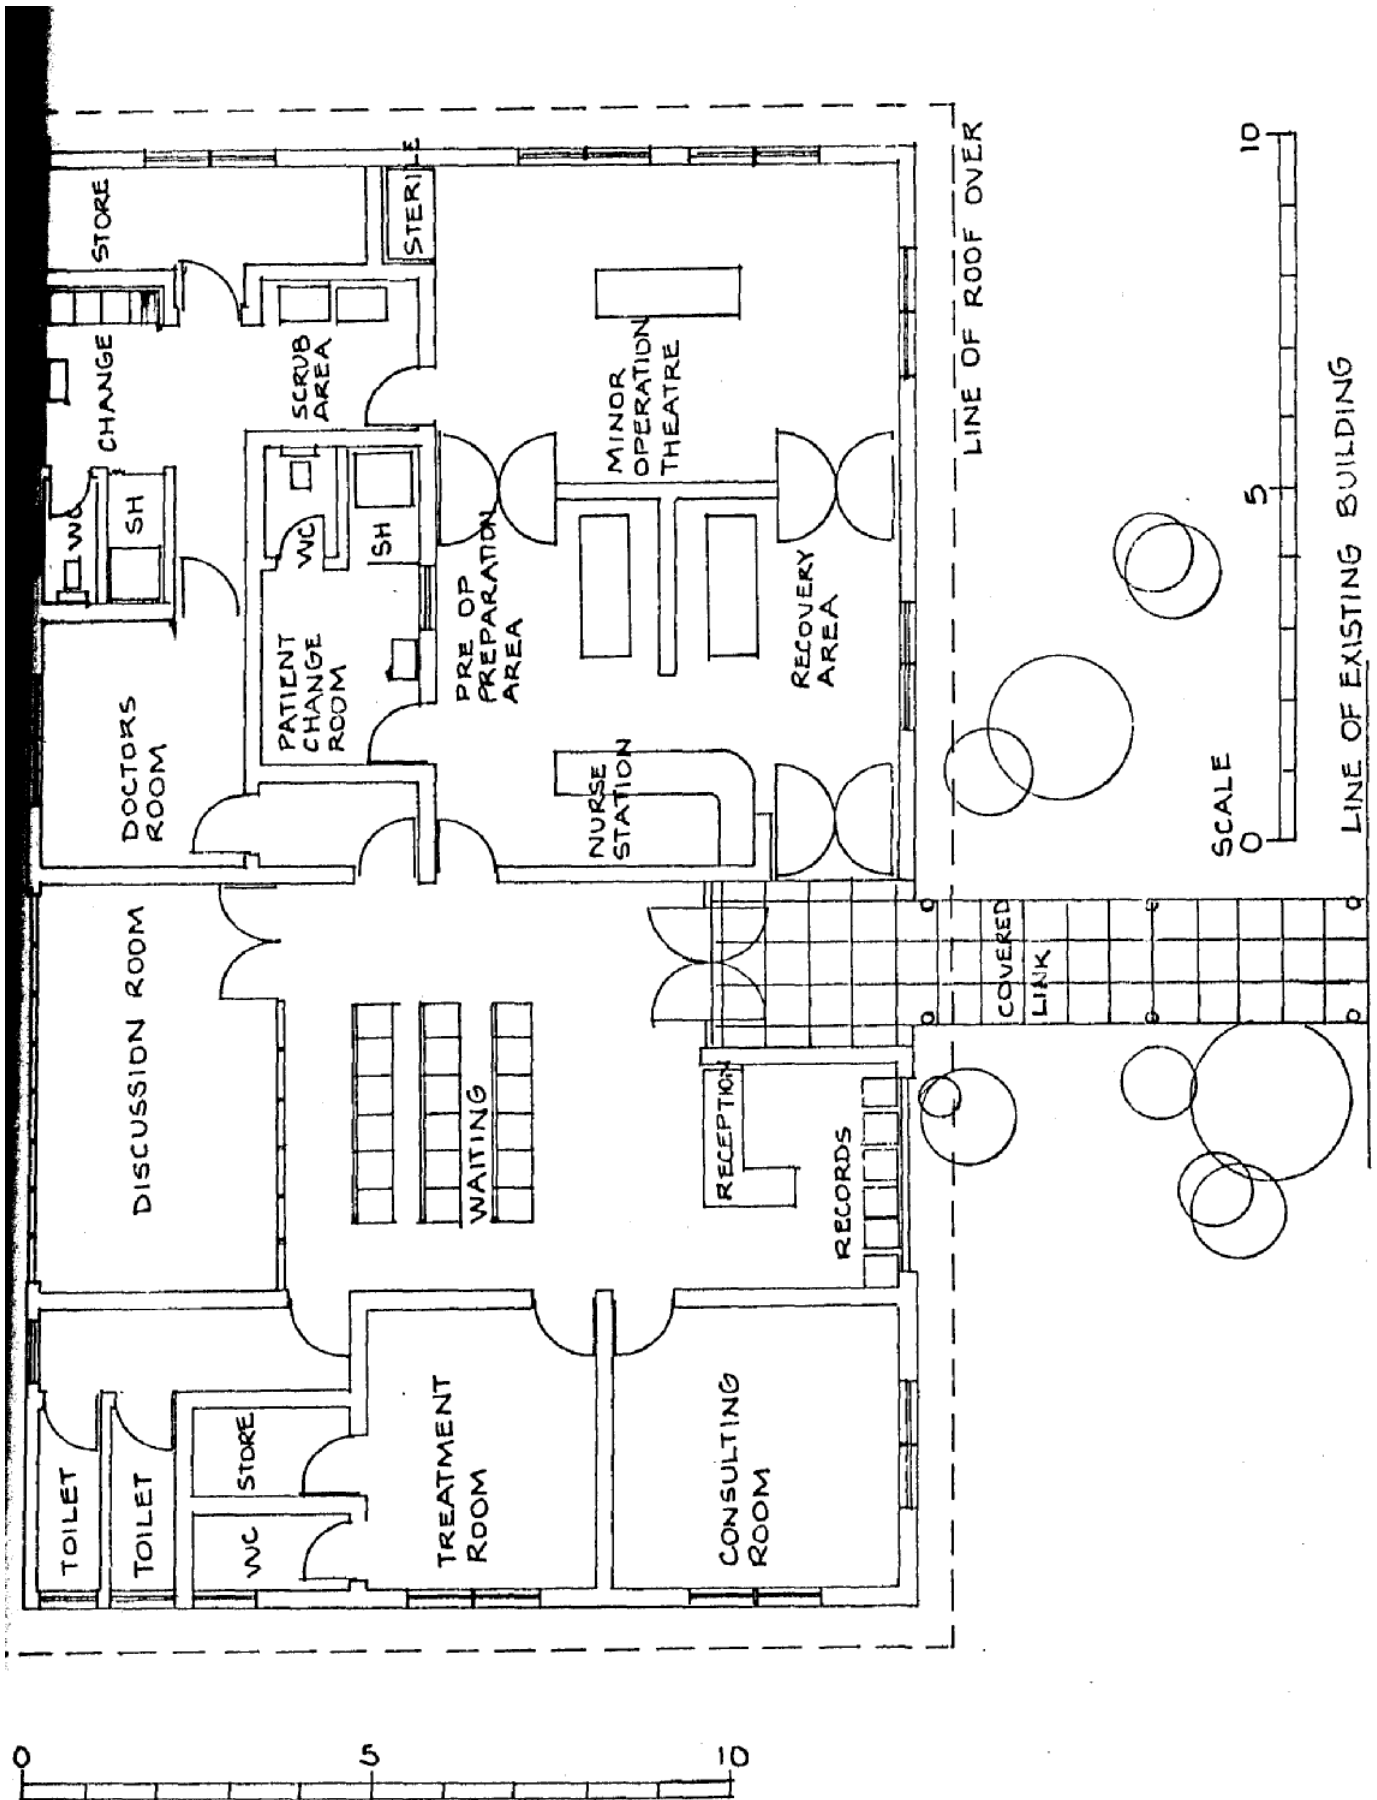 STORE
STERILE
CHANGE
SCRUB
AREA
WC
SH
WC
SH
MINOR
OPERATION
THEATRE
PATIENT
CHANGE
ROOM
PRE OP
PREPARATION
AREA
RECOVERY
AREA
DOCTORS
ROOM
NURSE
STATION
DISCUSSION ROOM
WAITING
RECEPTION
RECORDS
COVERED
LINK
TOILET
TOILET
STORE
WC
TREATMENT
ROOM
CONSULTING
ROOM
LINE OF ROOF OVER
SCALE
0 5 10
LINE OF EXISTING BUILDING
0 5 10